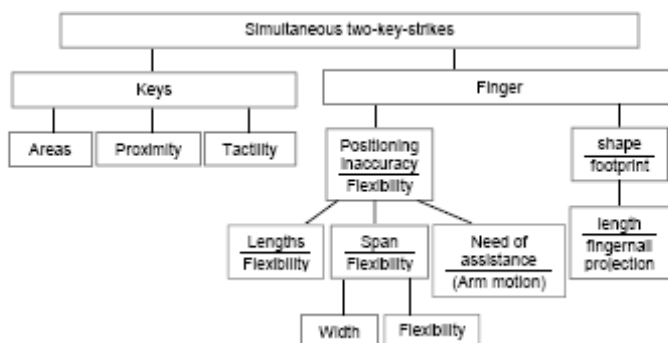 Simultaneous two-key-strikes
Keys
Finger
Areas
Proximity
Tactility
Positioning
inaccuracy
Flexibility
shape
footprint
Lengths
Flexibility
Span
Flexibility
Need of
assistance
(Arm motion)
length
fingernail
projection
Width
Flexibility